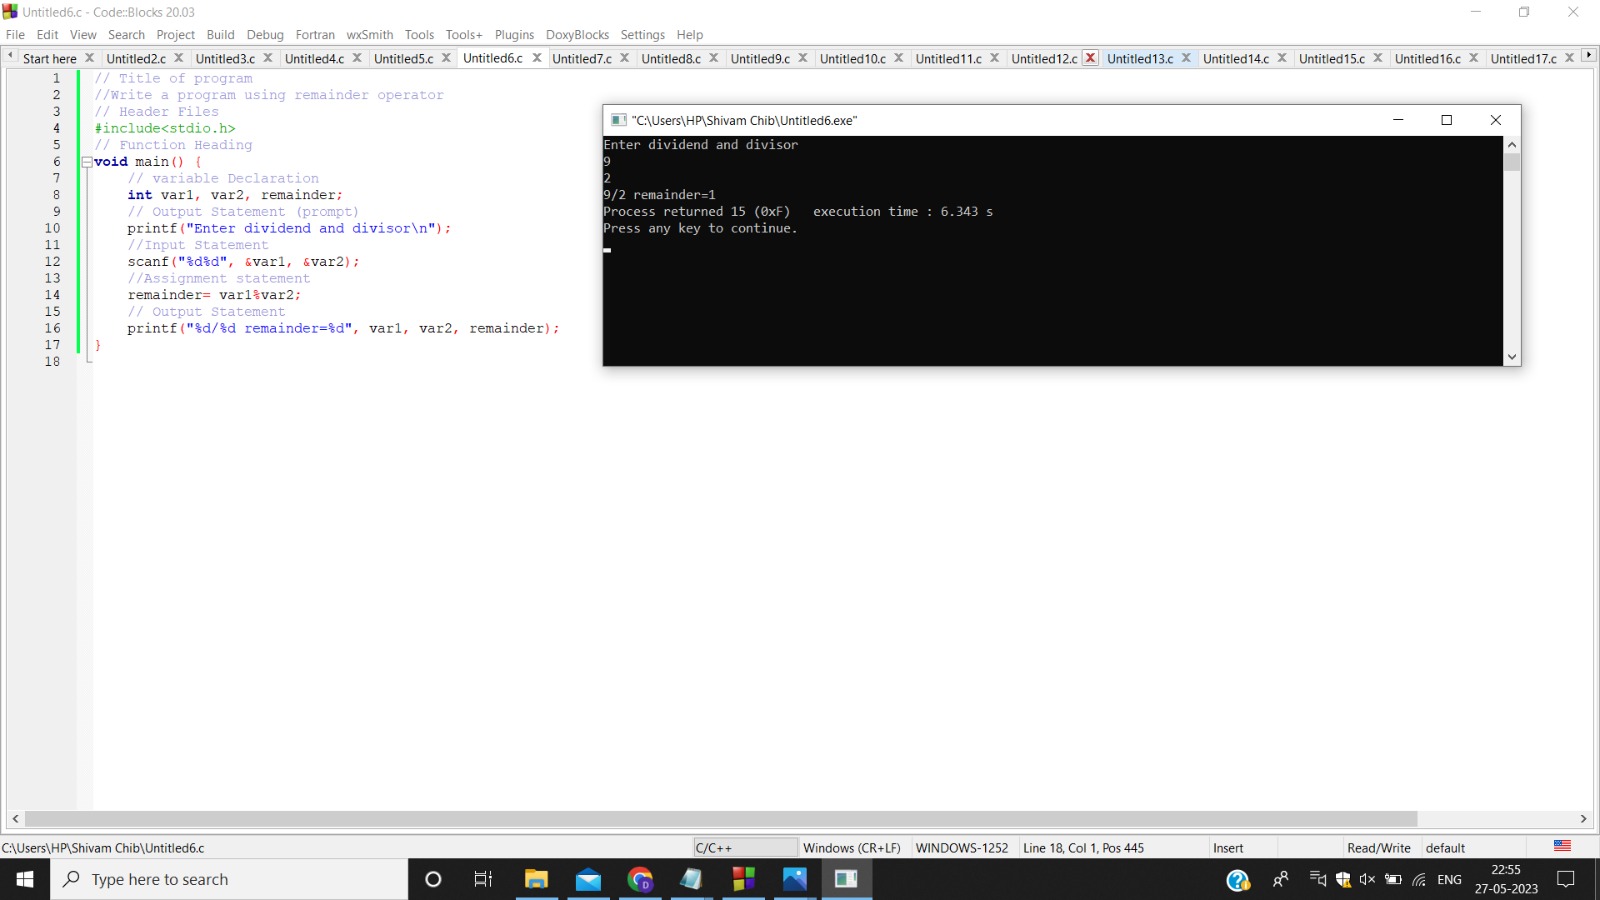 Untitled6.c - Code::Blocks 20.03
File Edit View Search Project Build Debug Fortran wxSmith Tools Tools+ Plugins DoxyBlocks Settings Help
Start here Untitled2.c Untitled3.c Untitled4.c Untitled5.c Untitled6.c Untitled7.c Untitled8.c Untitled9.c Untitled10.c Untitled11.c Untitled12.c Untitled13.c Untitled14.c Untitled15.c Untitled16.c Untitled17.c
1 // Title of program
2 //Write a program using remainder operator
3 // Header Files
4 #include<stdio.h>
5 // Function Heading
6 void main() {
7 // variable Declaration
8 int var1, var2, remainder;
9 // Output Statement (prompt)
10 printf("Enter dividend and divisor\n");
11 //Input Statement
12 scanf("%d%d", &var1, &var2);
13 //Assignment statement
14 remainder= var1%var2;
15 // Output Statement
16 printf("%d/%d remainder=%d", var1, var2, remainder);
17 }
18
"C:\Users\HP\Shivam Chib\Untitled6.exe"
Enter dividend and divisor
9
2
9/2 remainder=1
Process returned 15 (0xF)   execution time : 6.343 s
Press any key to continue.
C:\Users\HP\Shivam Chib\Untitled6.c C/C++ Windows (CR+LF) WINDOWS-1252 Line 18, Col 1, Pos 445 Insert Read/Write default
Type here to search
ENG
22:55
27-05-2023